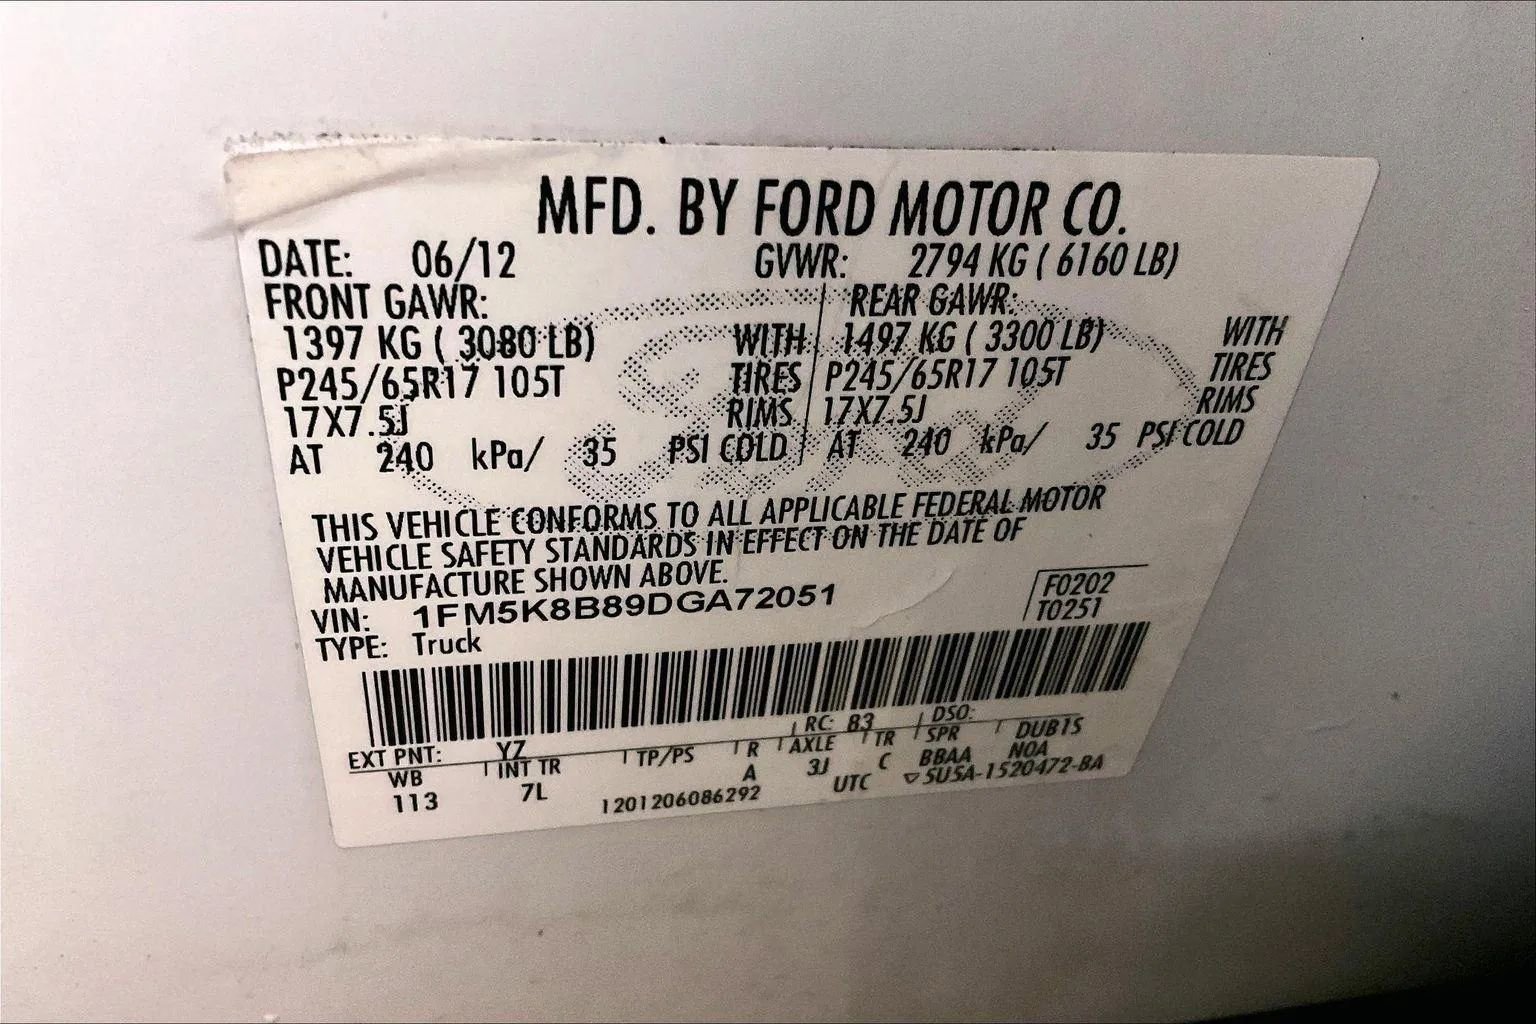 MFD. BY FORD MOTOR CO.
DATE: 06/12 GVWR: 2794 KG ( 6160 LB)
FRONT GAWR: REAR GAWR:
1397 KG ( 3080 LB) WITH 1497 KG ( 3300 LB) WITH
P245/65R17 105T TIRES P245/65R17 105T TIRES
17X7.5J RIMS 17X7.5J RIMS
AT 240 kPa/ 35 PSI COLD AT 240 kPa/ 35 PSI COLD
Ford
THIS VEHICLE CONFORMS TO ALL APPLICABLE FEDERAL MOTOR
VEHICLE SAFETY STANDARDS IN EFFECT ON THE DATE OF
MANUFACTURE SHOWN ABOVE.
VIN: 1FM5K8B89DGA72051 F0202
TYPE: Truck T0251
EXT PNT: YZ RC: 83 DSO:
WB INT TR TP/PS R AXLE TR SPR DUB1S
113 7L A 3J C BBAA NOA
1201206086292 UTC ▽SU5A-1520472-BA